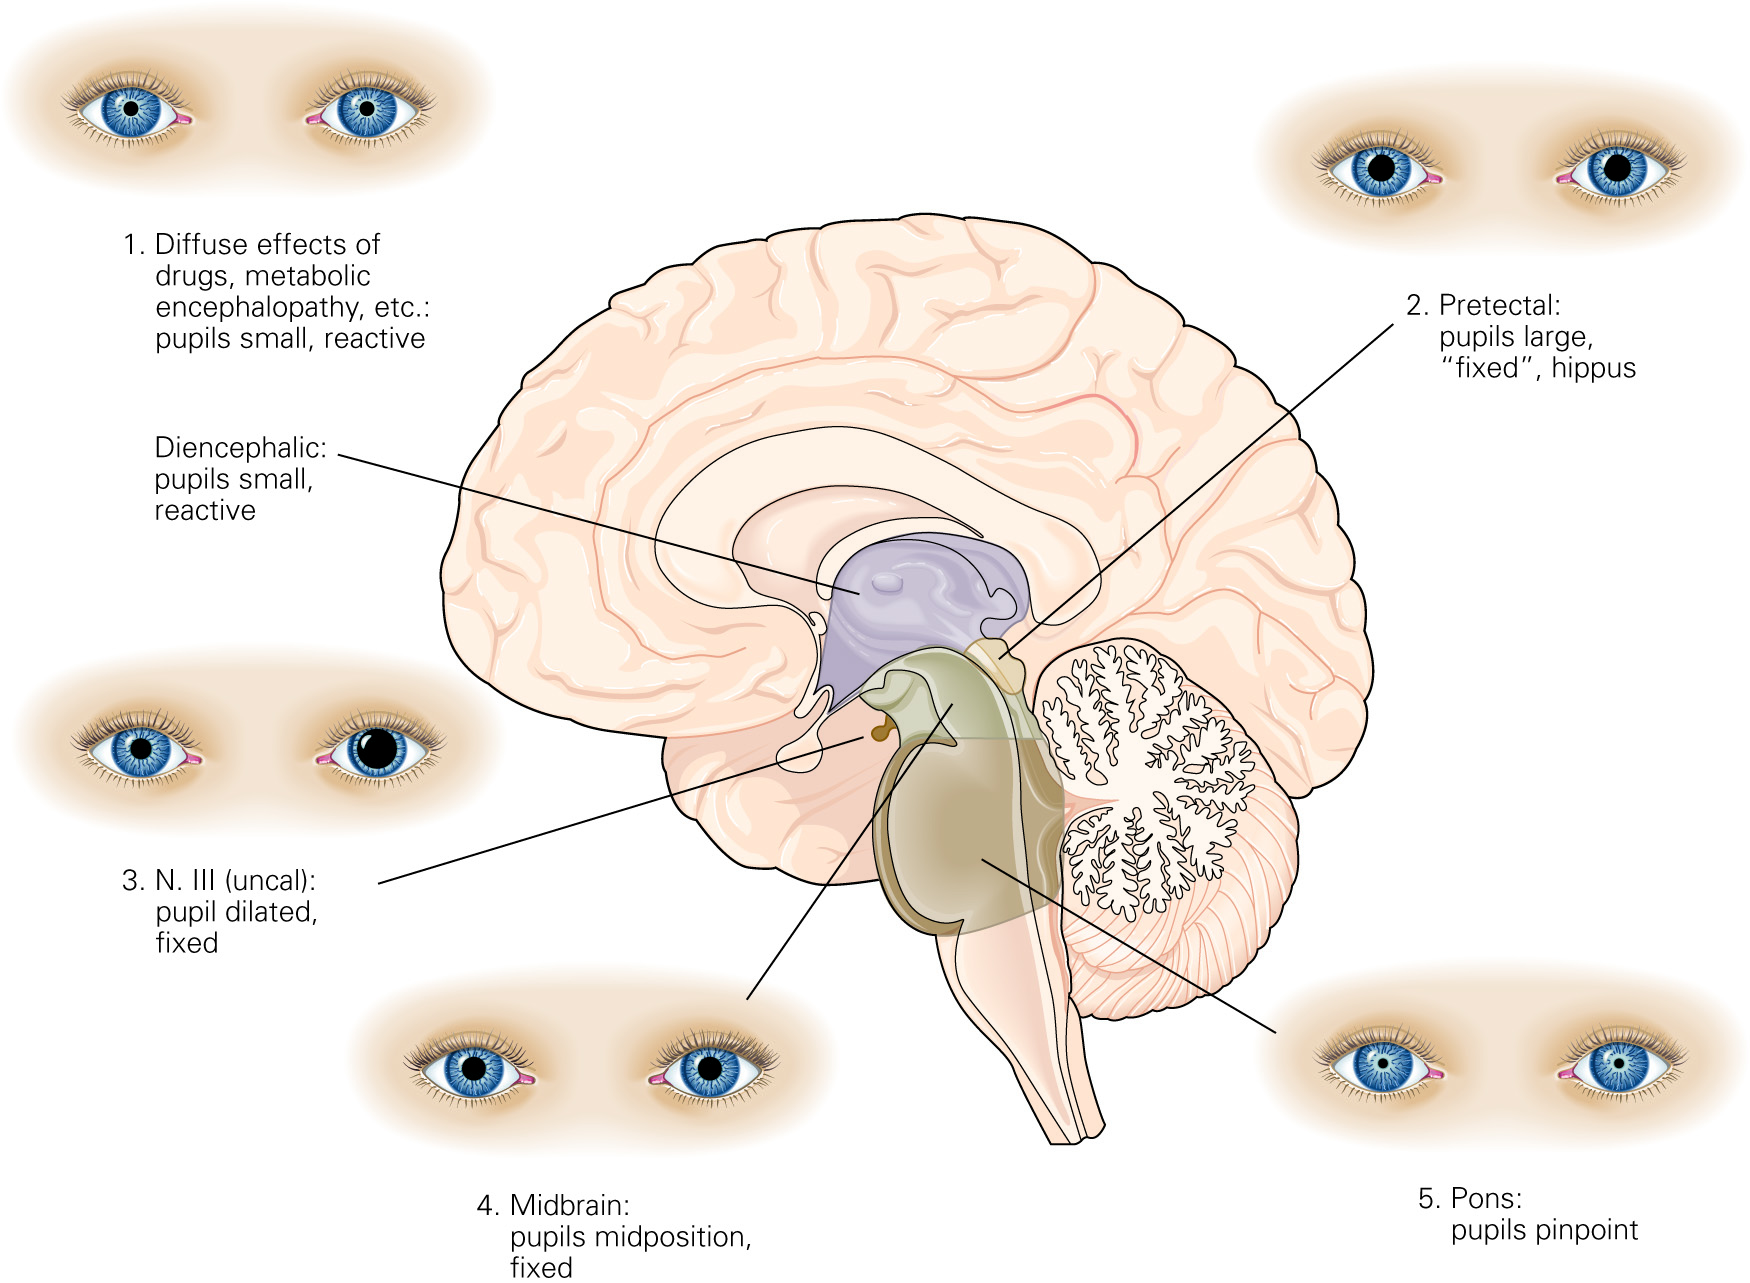 1. Diffuse effects of
drugs, metabolic
encephalopathy, etc.:
pupils small, reactive
Diencephalic:
pupils small,
reactive
2. Pretectal:
pupils large,
“fixed”, hippus
3. N. III (uncal):
pupil dilated,
fixed
4. Midbrain:
pupils midposition,
fixed
5. Pons:
pupils pinpoint